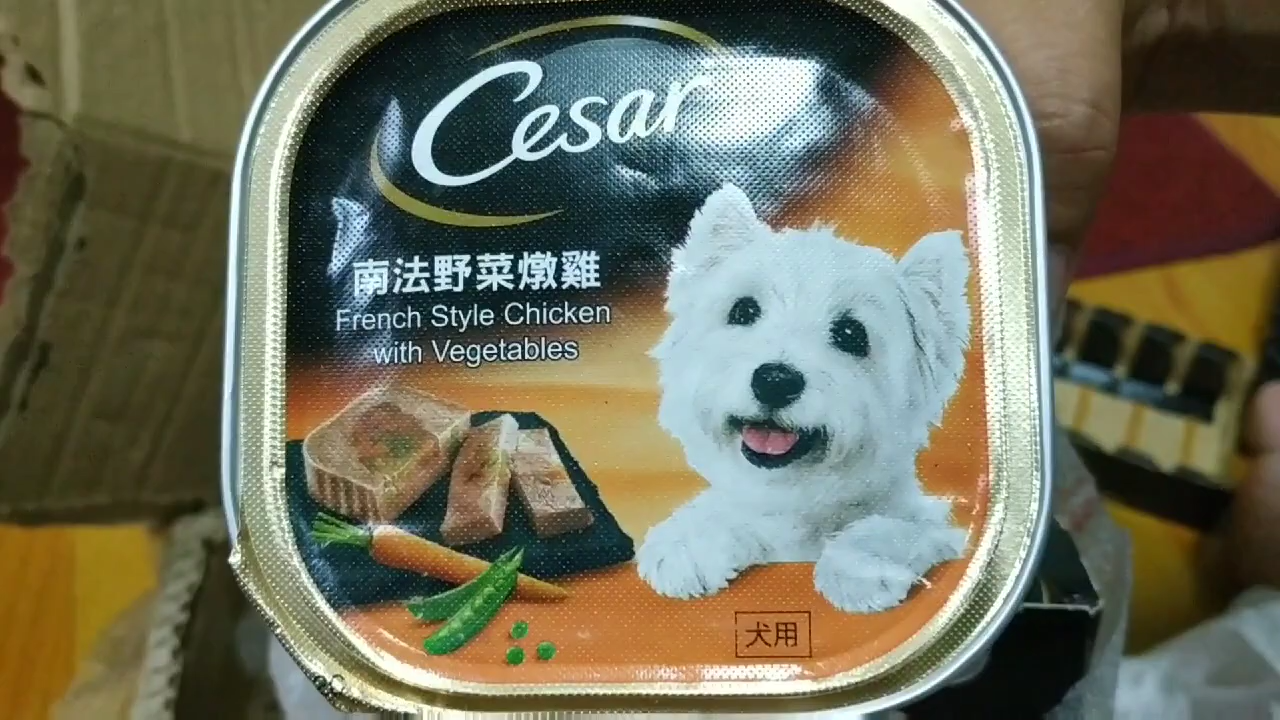 Cesar
南法野菜燉雞
French Style Chicken
with Vegetables
犬用